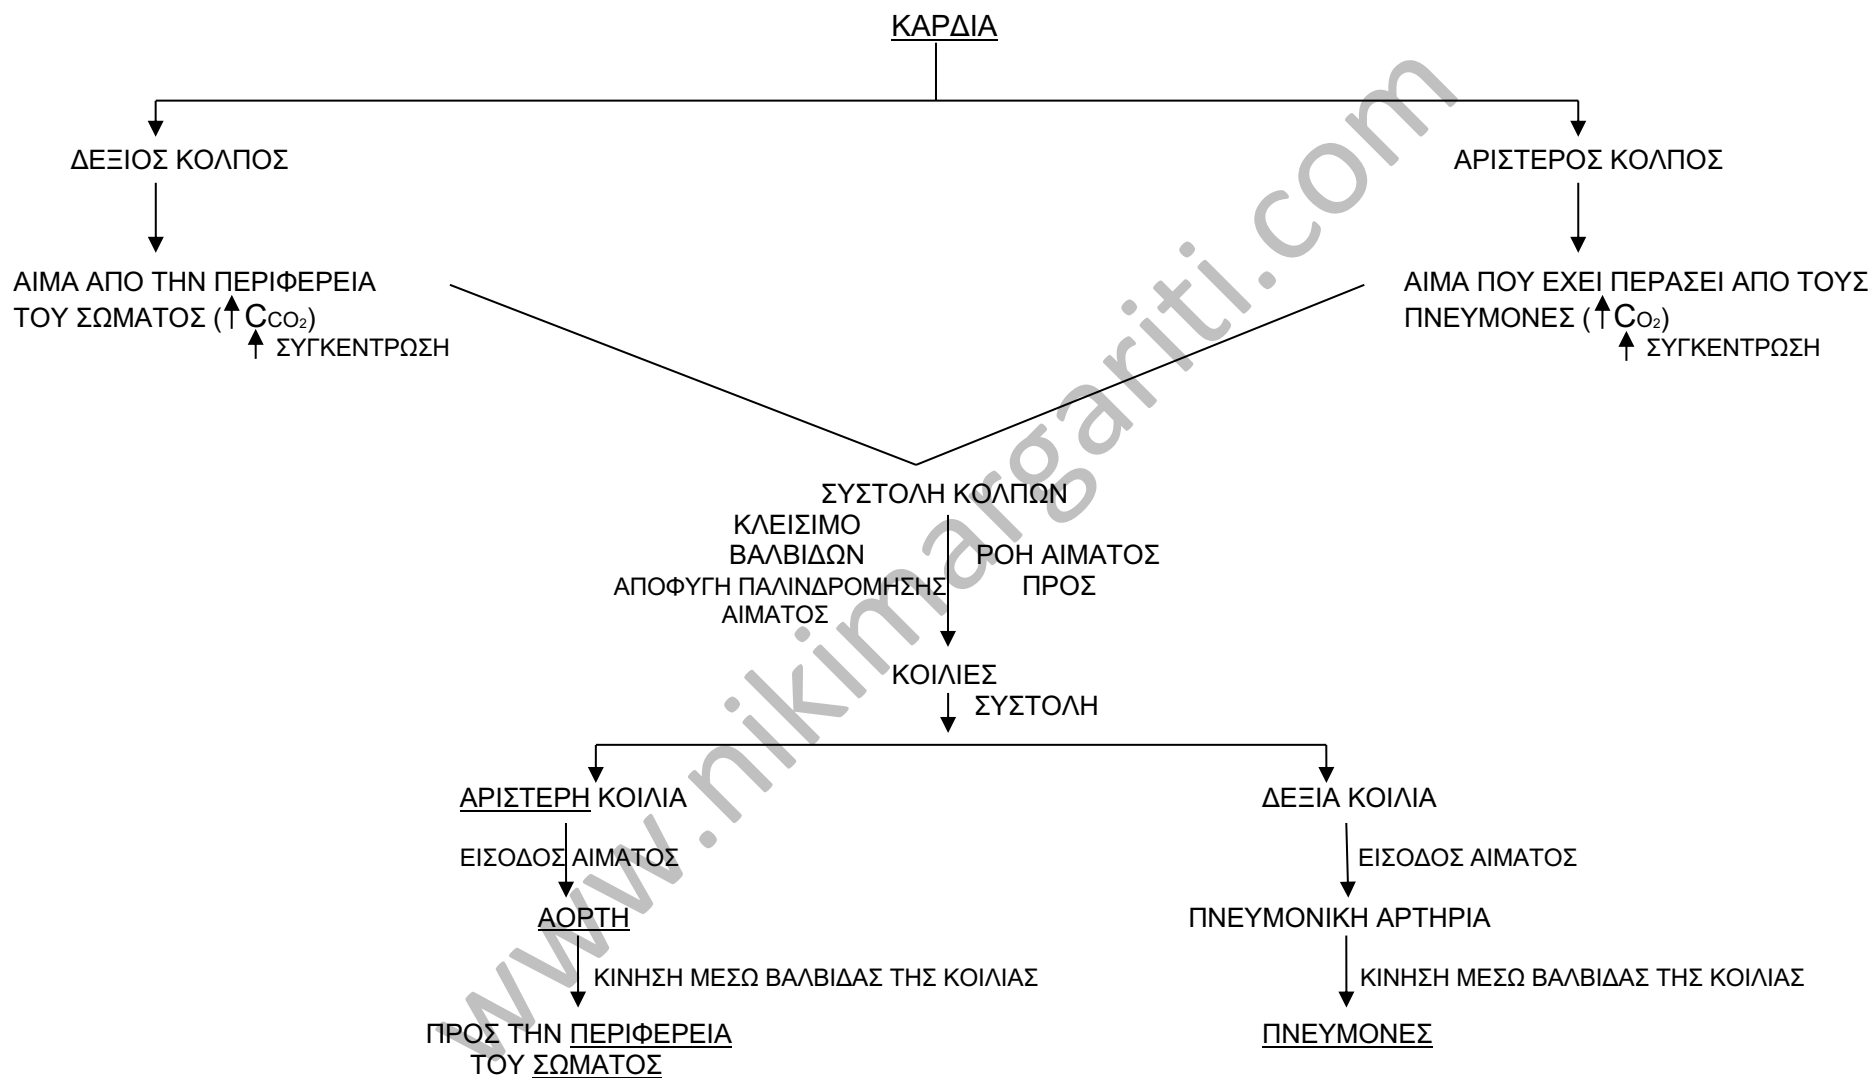 ΚΑΡΔΙΑ
ΔΕΞΙΟΣ ΚΟΛΠΟΣ
ΑΡΙΣΤΕΡΟΣ ΚΟΛΠΟΣ
ΑΙΜΑ ΑΠΟ ΤΗΝ ΠΕΡΙΦΕΡΕΙΑ
ΤΟΥ ΣΩΜΑΤΟΣ (↑CCO₂)
↑ ΣΥΓΚΕΝΤΡΩΣΗ
ΑΙΜΑ ΠΟΥ ΕΧΕΙ ΠΕΡΑΣΕΙ ΑΠΟ ΤΟΥΣ
ΠΝΕΥΜΟΝΕΣ (↑CO₂)
↑ ΣΥΓΚΕΝΤΡΩΣΗ
ΣΥΣΤΟΛΗ ΚΟΛΠΩΝ
ΚΛΕΙΣΙΜΟ
ΒΑΛΒΙΔΩΝ
ΑΠΟΦΥΓΗ ΠΑΛΙΝΔΡΟΜΗΣΗΣ
ΑΙΜΑΤΟΣ
ΡΟΗ ΑΙΜΑΤΟΣ
ΠΡΟΣ
ΚΟΙΛΙΕΣ
ΣΥΣΤΟΛΗ
ΑΡΙΣΤΕΡΗ ΚΟΙΛΙΑ
ΔΕΞΙΑ ΚΟΙΛΙΑ
ΕΙΣΟΔΟΣ ΑΙΜΑΤΟΣ
ΕΙΣΟΔΟΣ ΑΙΜΑΤΟΣ
ΑΟΡΤΗ
ΠΝΕΥΜΟΝΙΚΗ ΑΡΤΗΡΙΑ
ΚΙΝΗΣΗ ΜΕΣΩ ΒΑΛΒΙΔΑΣ ΤΗΣ ΚΟΙΛΙΑΣ
ΚΙΝΗΣΗ ΜΕΣΩ ΒΑΛΒΙΔΑΣ ΤΗΣ ΚΟΙΛΙΑΣ
ΠΡΟΣ ΤΗΝ ΠΕΡΙΦΕΡΕΙΑ
ΤΟΥ ΣΩΜΑΤΟΣ
ΠΝΕΥΜΟΝΕΣ
www.nikimargariti.com